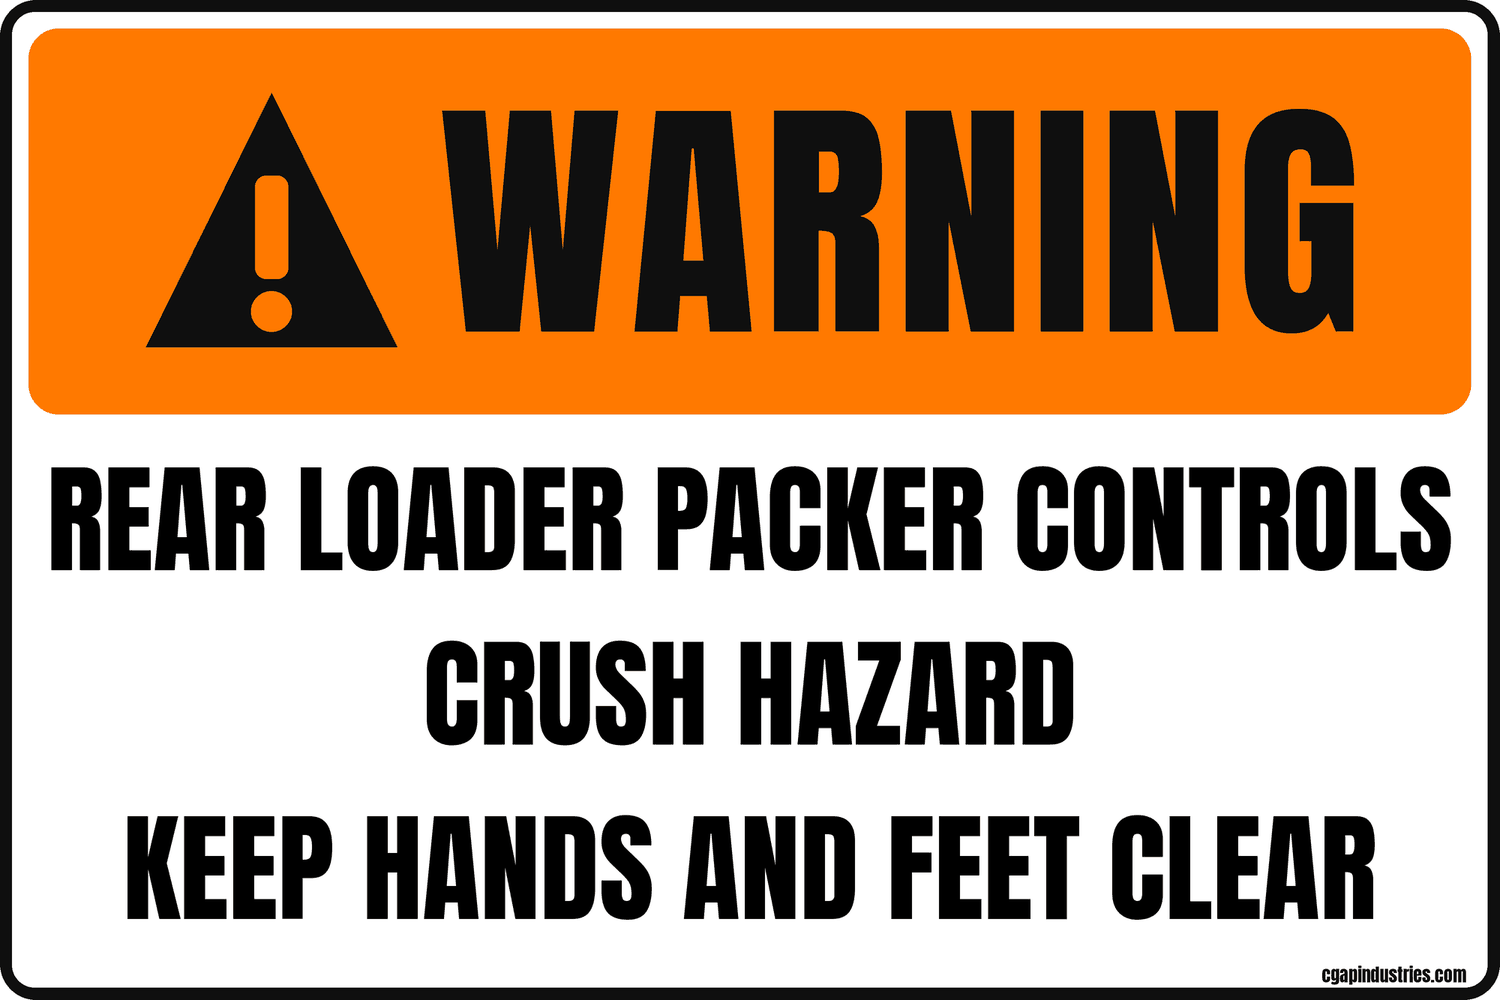 WARNING
REAR LOADER PACKER CONTROLS
CRUSH HAZARD
KEEP HANDS AND FEET CLEAR
cgapindustries.com